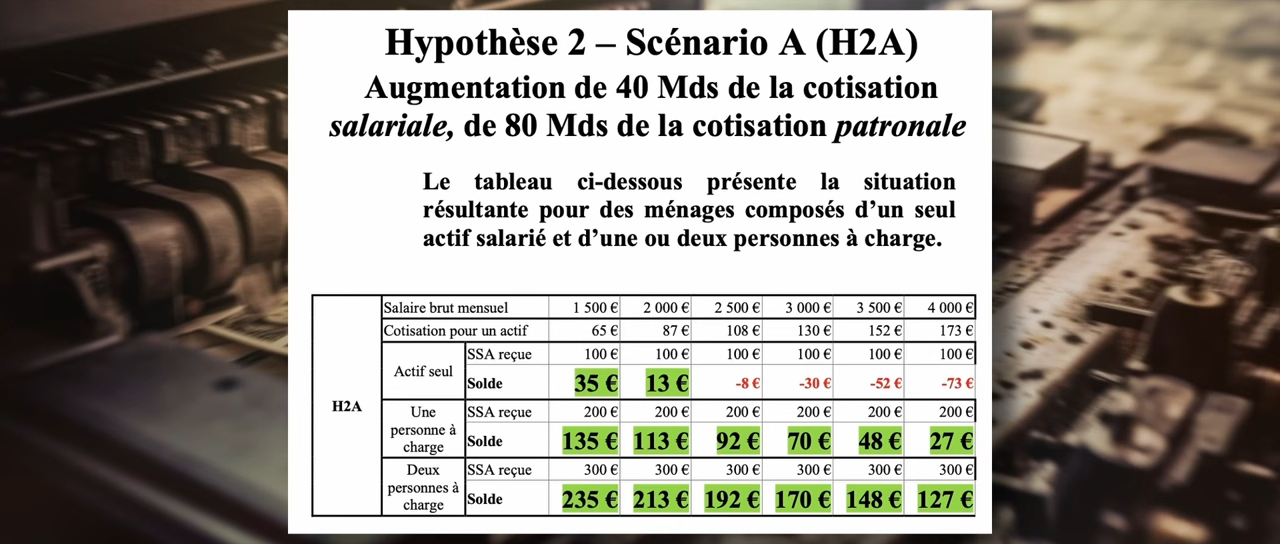 Hypothèse 2 – Scénario A (H2A)
Augmentation de 40 Mds de la cotisation
salariale, de 80 Mds de la cotisation patronale
Le tableau ci-dessous présente la situation
résultante pour des ménages composés d’un seul
actif salarié et d’une ou deux personnes à charge.
Salaire brut mensuel 1 500 € 2 000 € 2 500 € 3 000 € 3 500 € 4 000 €
Cotisation pour un actif 65 € 87 € 108 € 130 € 152 € 173 €
H2A
Actif seul
SSA reçue 100 € 100 € 100 € 100 € 100 € 100 €
Solde 35 € 13 € -8 € -30 € -52 € -73 €
Une
personne à
charge
SSA reçue 200 € 200 € 200 € 200 € 200 € 200 €
Solde 135 € 113 € 92 € 70 € 48 € 27 €
Deux
personnes à
charge
SSA reçue 300 € 300 € 300 € 300 € 300 € 300 €
Solde 235 € 213 € 192 € 170 € 148 € 127 €